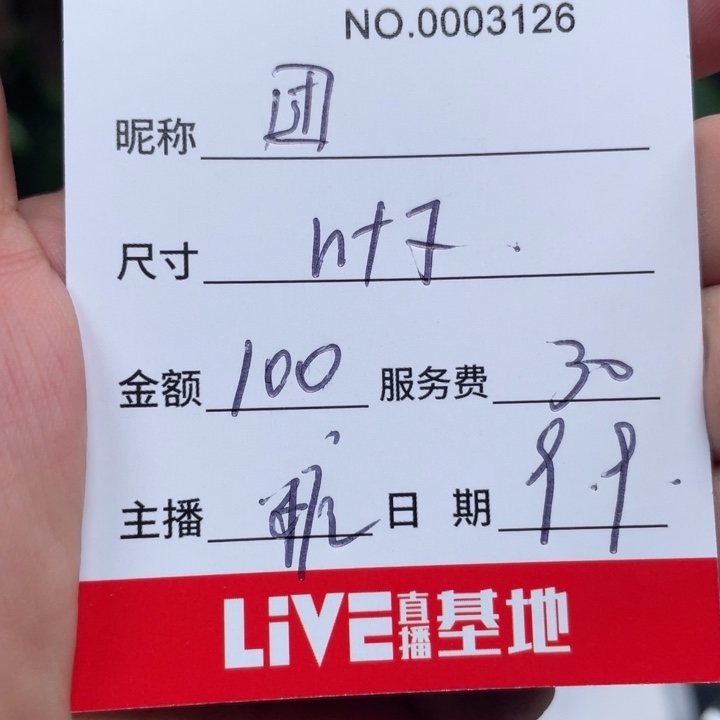 NO.0003126
昵称 团
尺寸
金额 100 服务费 30
主播 日期 9.9.
LiVE直播基地